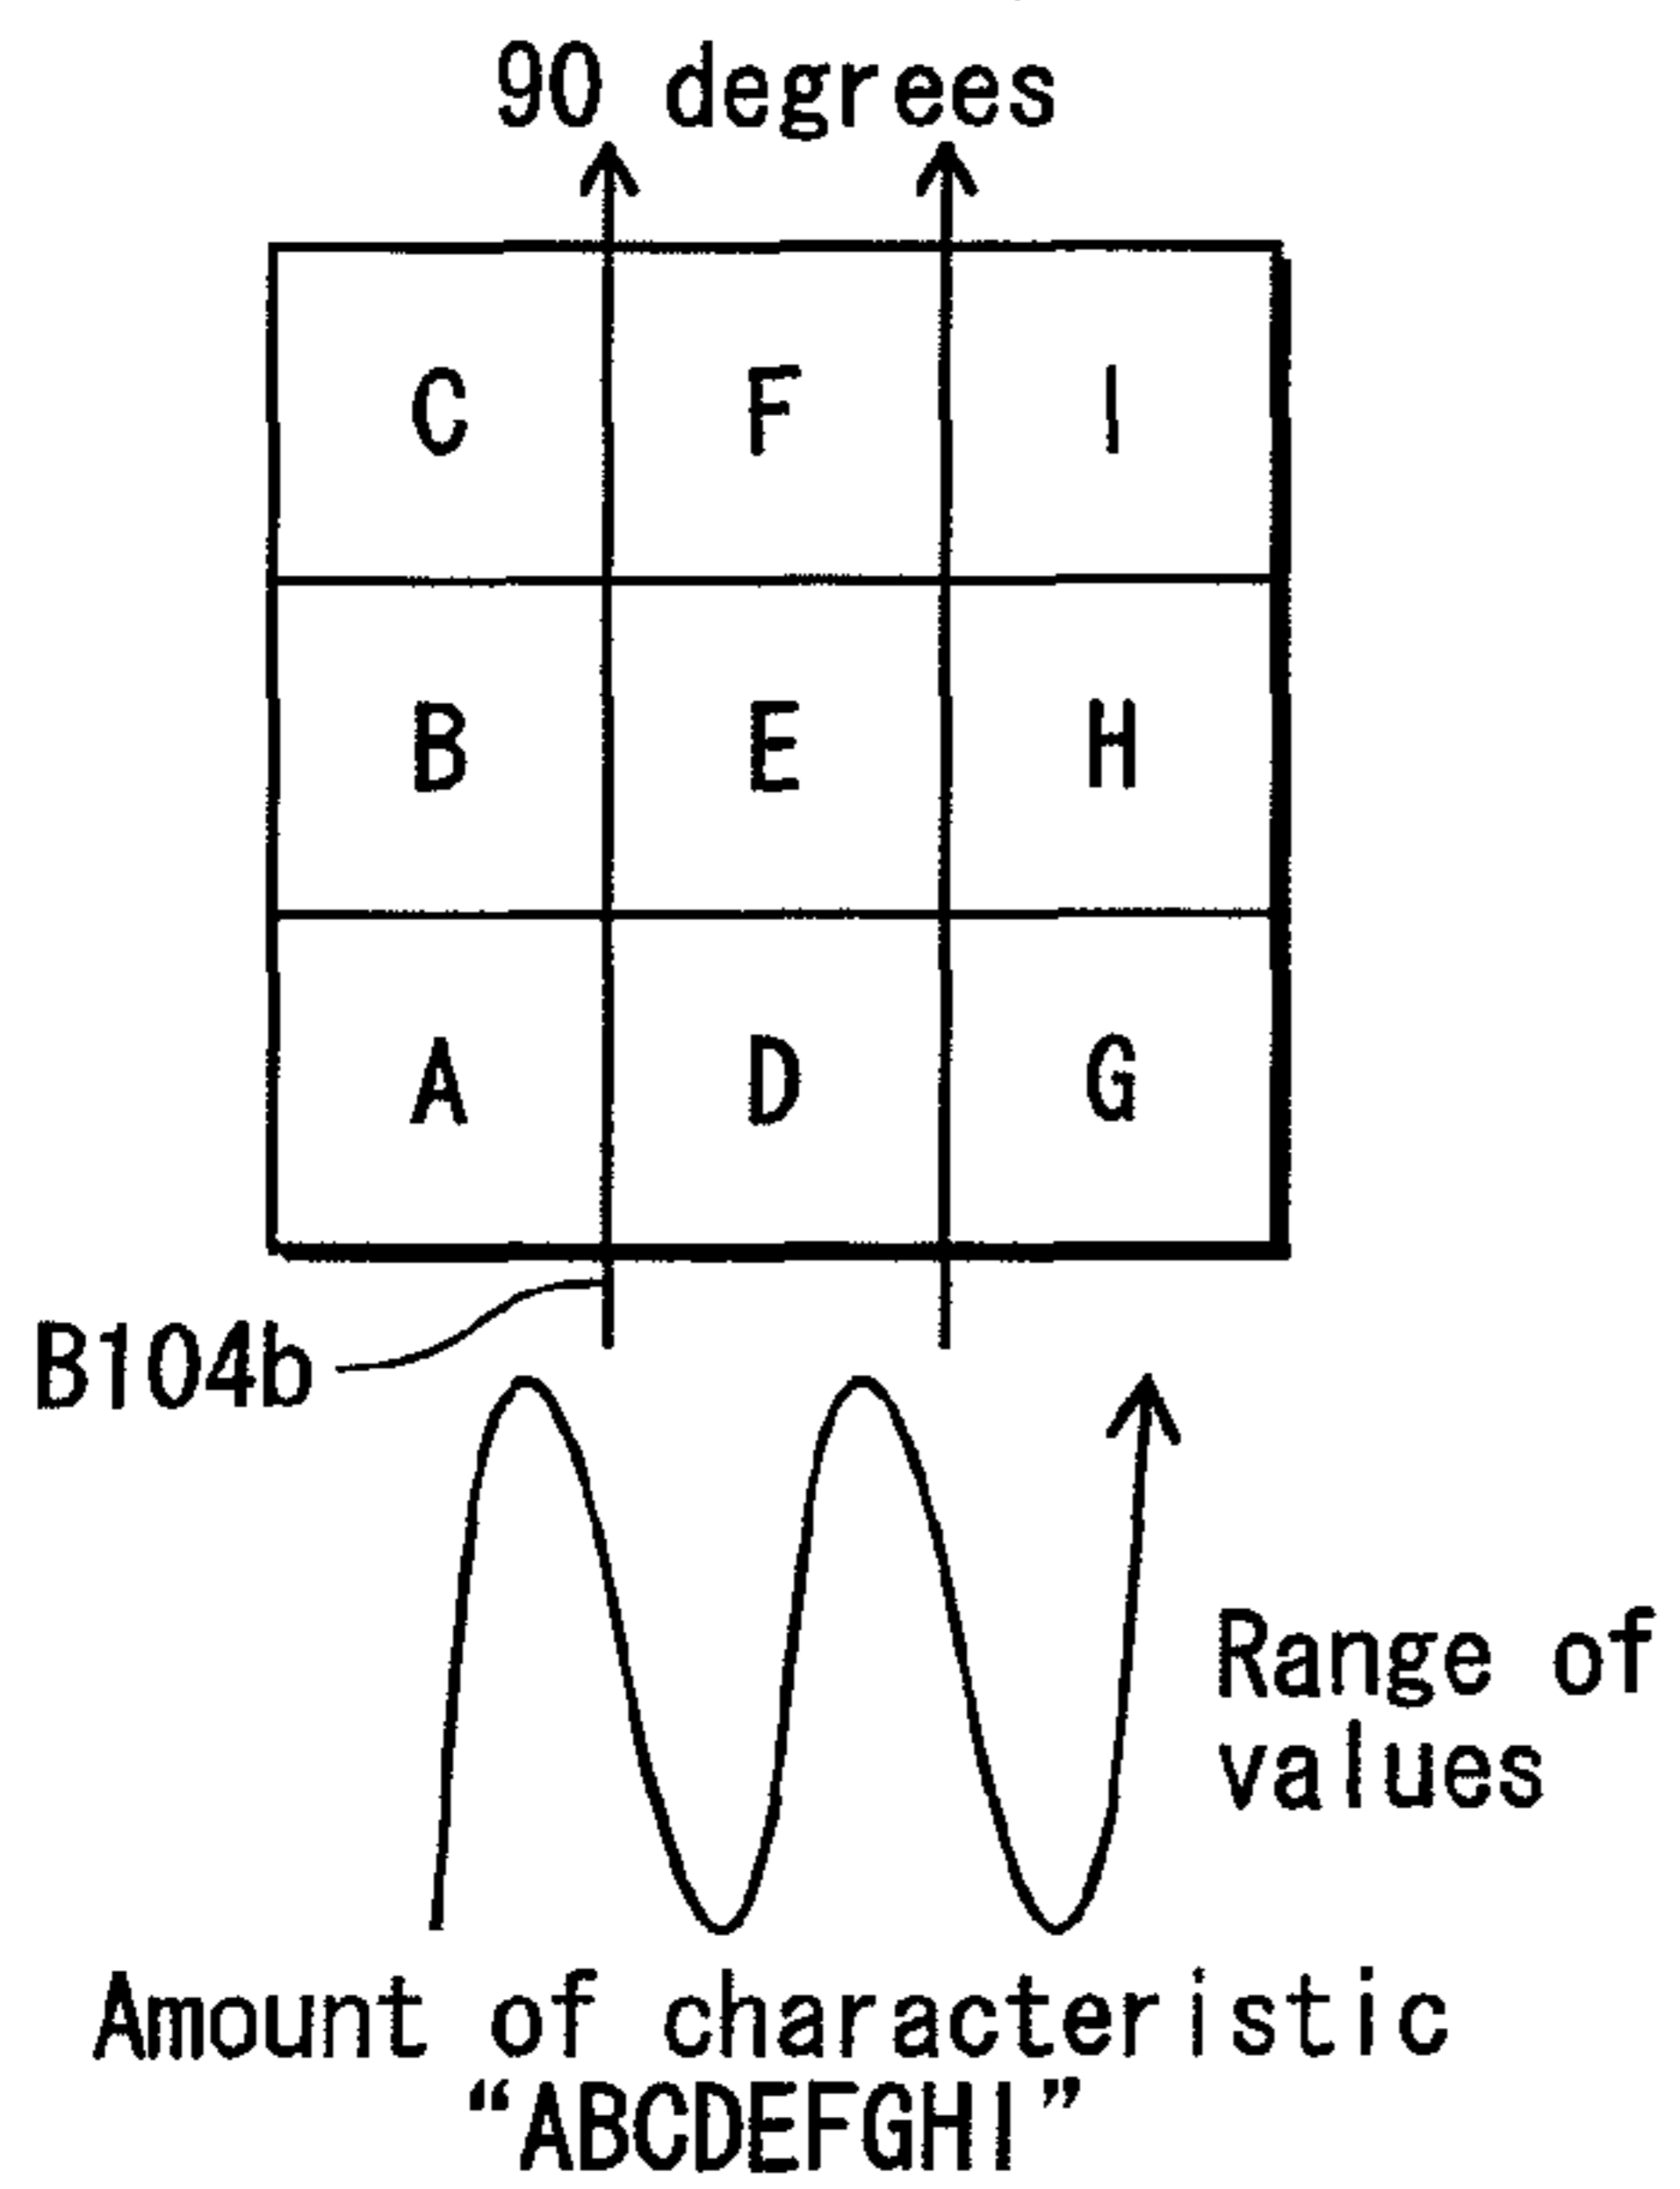 90 degrees
C F I
B E H
A D G
B104b
Range of
values
Amount of characteristic
“ABCDEFGHI”